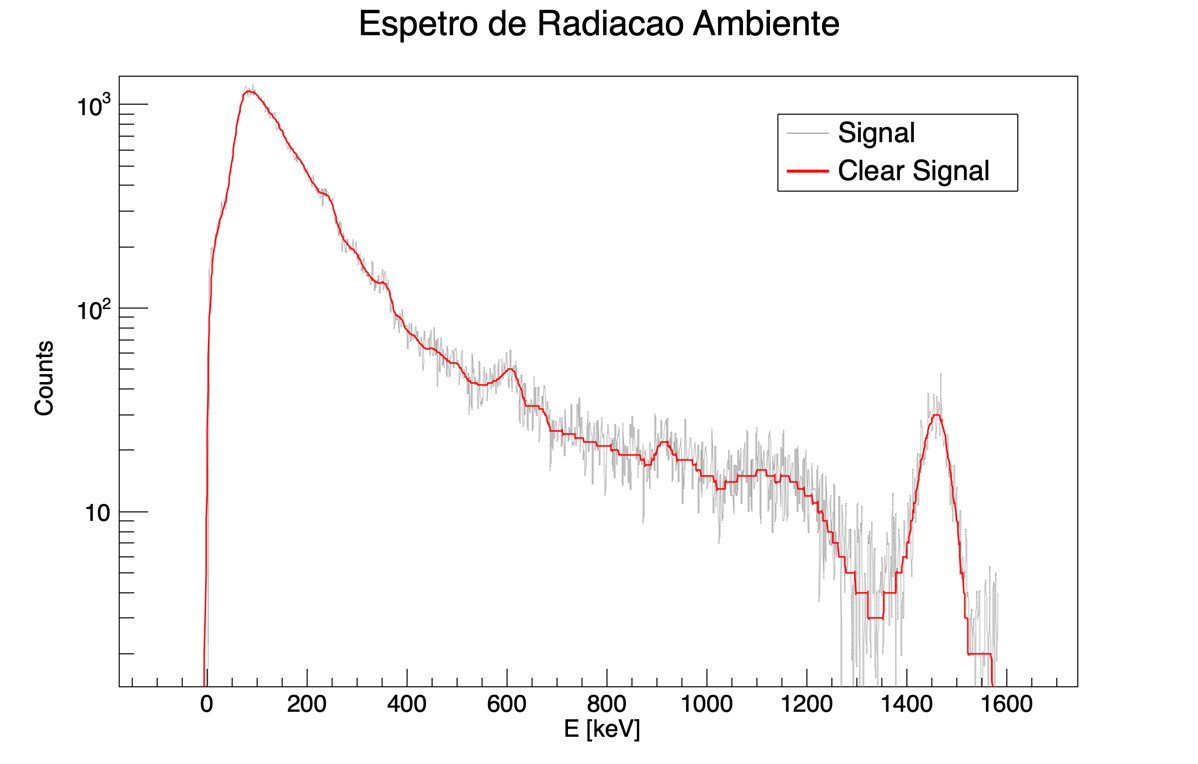 Espetro de Radiacao Ambiente
Signal
Clear Signal
10³
10²
10
Counts
0 200 400 600 800 1000 1200 1400 1600
E [keV]